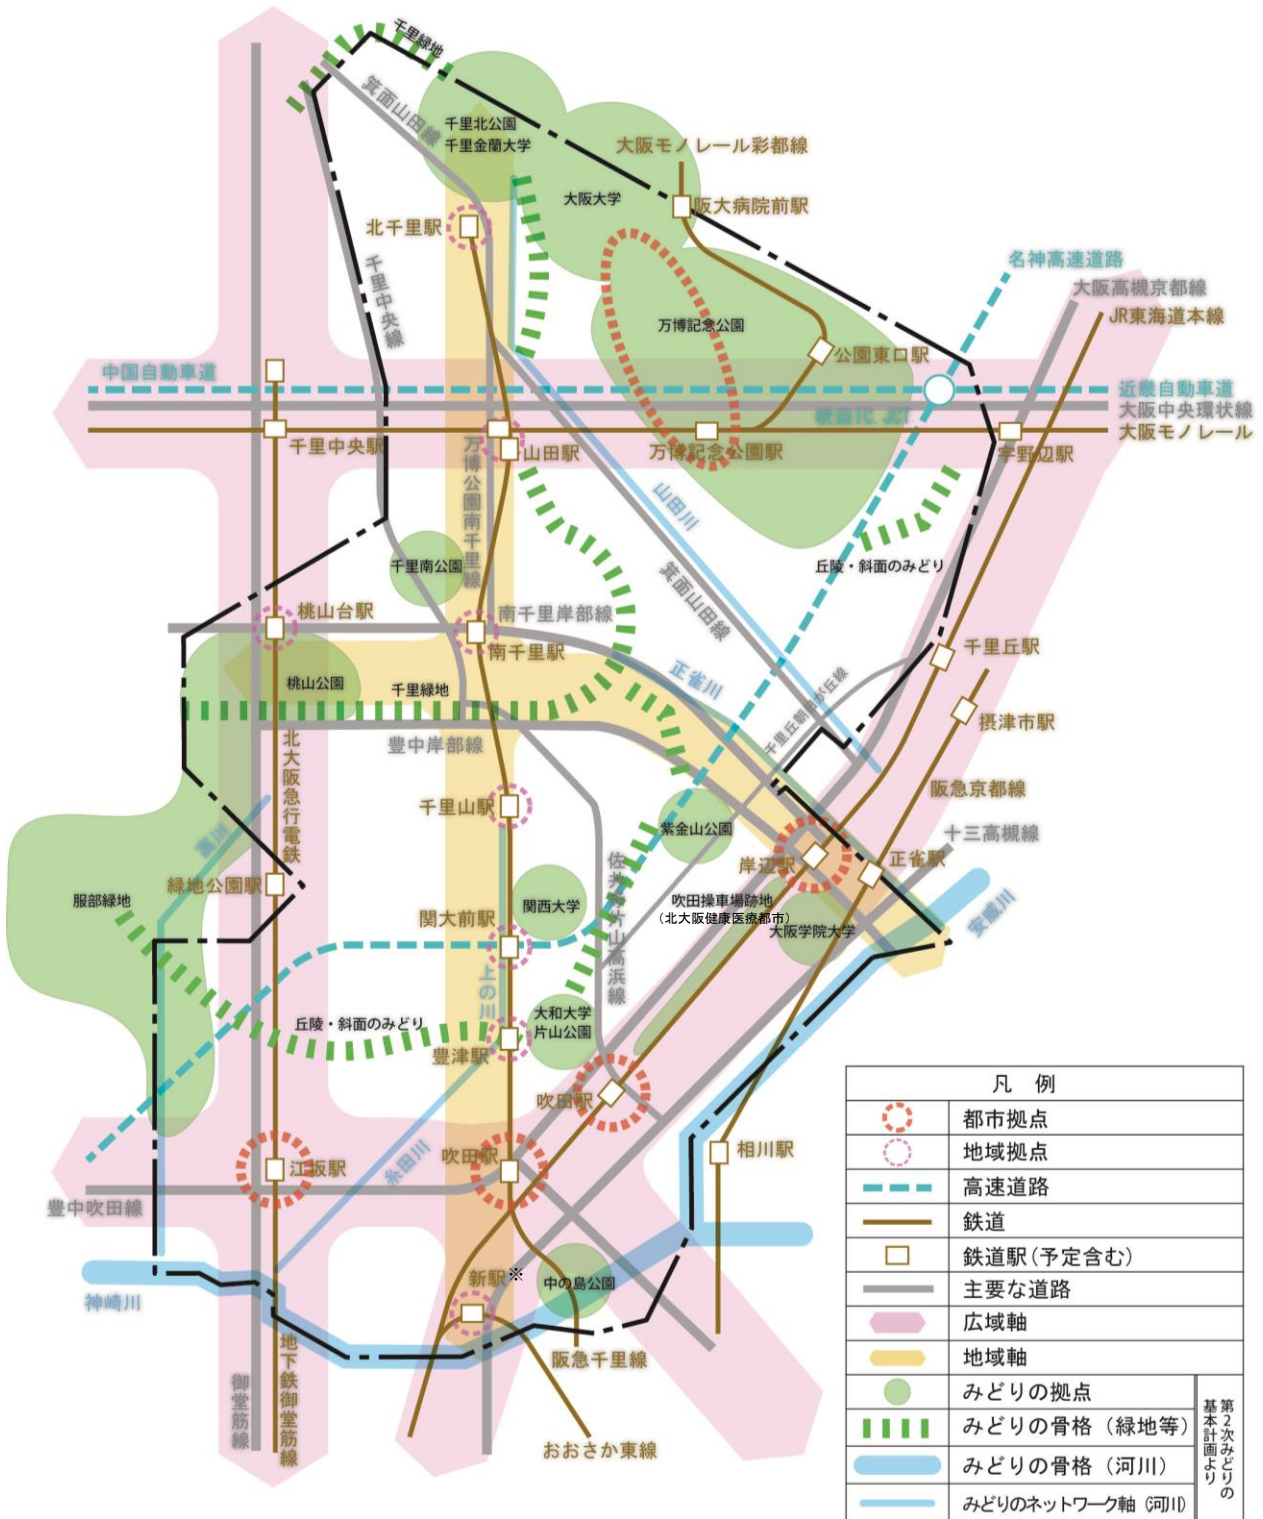 千里緑地
箕面山田線
千里北公園
千里金蘭大学
大阪モノレール彩都線
大阪大学
阪大病院前駅
北千里駅
名神高速道路
千里中央線
大阪高槻京都線
JR東海道本線
万博記念公園
公園東口駅
中国自動車道
近畿自動車道
大阪中央環状線
吹田IC.JCT
大阪モノレール
千里中央駅
山田駅
万博記念公園駅
宇野辺駅
万博公園南千里線
山田川
千里南公園
箕面山田線
丘陵・斜面のみどり
桃山台駅
南千里岸部線
南千里駅
正雀川
千里丘駅
桃山公園
千里緑地
千里丘朝日が丘線
摂津市駅
豊中岸部線
北大阪急行電鉄
阪急京都線
千里山駅
高川
紫金山公園
十三高槻線
岸辺駅
正雀駅
緑地公園駅
服部緑地
関西大学
吹田操車場跡地
(北大阪健康医療都市)
関大前駅
大阪学院大学
安威川
上の川
大和大学
片山公園
丘陵・斜面のみどり
豊津駅
吹田駅
糸田川
吹田駅
相川駅
江坂駅
豊中吹田線
新駅※
中の島公園
神崎川
阪急千里線
御堂筋線
地下鉄御堂筋線
おおさか東線
凡 例
都市拠点
地域拠点
高速道路
鉄道
鉄道駅(予定含む)
主要な道路
広域軸
地域軸
みどりの拠点
みどりの骨格(緑地等)
みどりの骨格(河川)
みどりのネットワーク軸(河川)
第2次みどりの
基本計画より